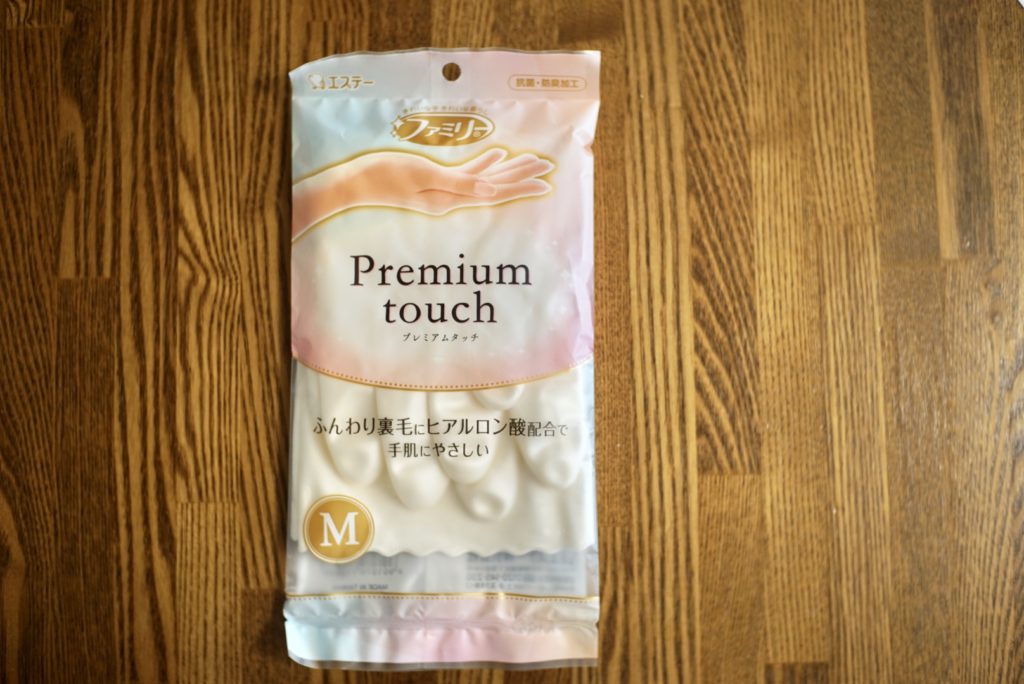 エステー
抗菌・防臭加工
ファミリー
Premium
touch
プレミアムタッチ
ふんわり裏毛にヒアルロン酸配合で
手肌にやさしい
M